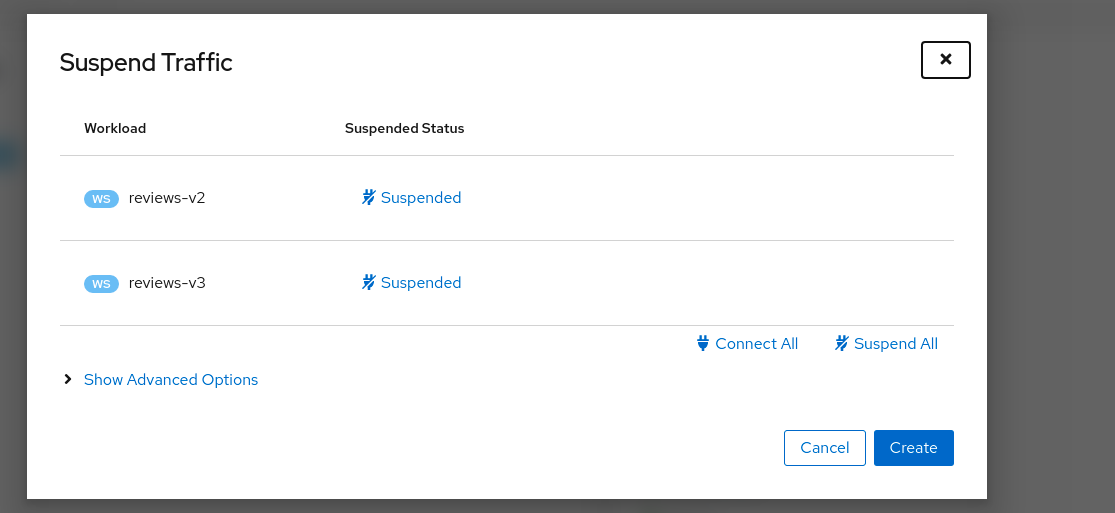 Suspend Traffic
Workload Suspended Status
WS reviews-v2 Suspended
WS reviews-v3 Suspended
Connect All Suspend All
Show Advanced Options
Cancel Create